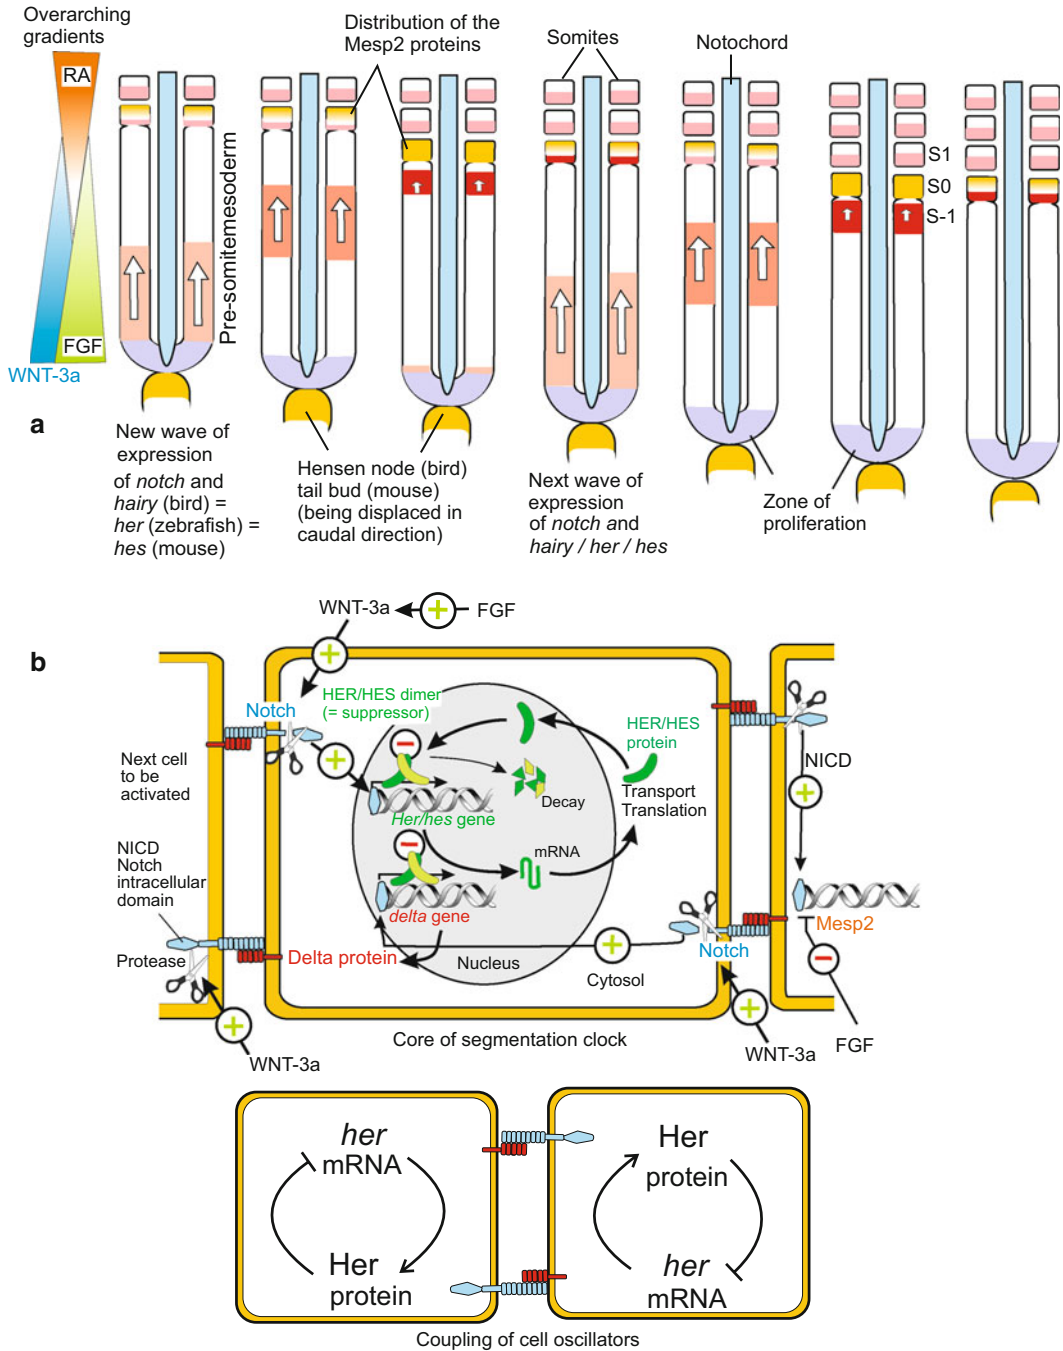 Overarching
gradients
RA
FGF
WNT-3a
Pre-somitemesoderm
Distribution of the
Mesp2 proteins
Somites
Notochord
S1
S0
S-1
a
New wave of
expression
of notch and
hairy (bird) =
her (zebrafish) =
hes (mouse)
Hensen node (bird)
tail bud (mouse)
(being displaced in
caudal direction)
Next wave of
expression
of notch and
hairy / her / hes
Zone of
proliferation
b
WNT-3a
FGF
Notch
HER/HES dimer
(= suppressor)
HER/HES
protein
NICD
Next cell
to be
activated
Decay
Transport
Translation
Her/hes gene
mRNA
NICD
Notch
intracellular
domain
delta gene
Mesp2
Protease
Delta protein
Nucleus
Notch
Cytosol
WNT-3a
Core of segmentation clock
WNT-3a
FGF
her
mRNA
Her
protein
Her
protein
her
mRNA
Coupling of cell oscillators